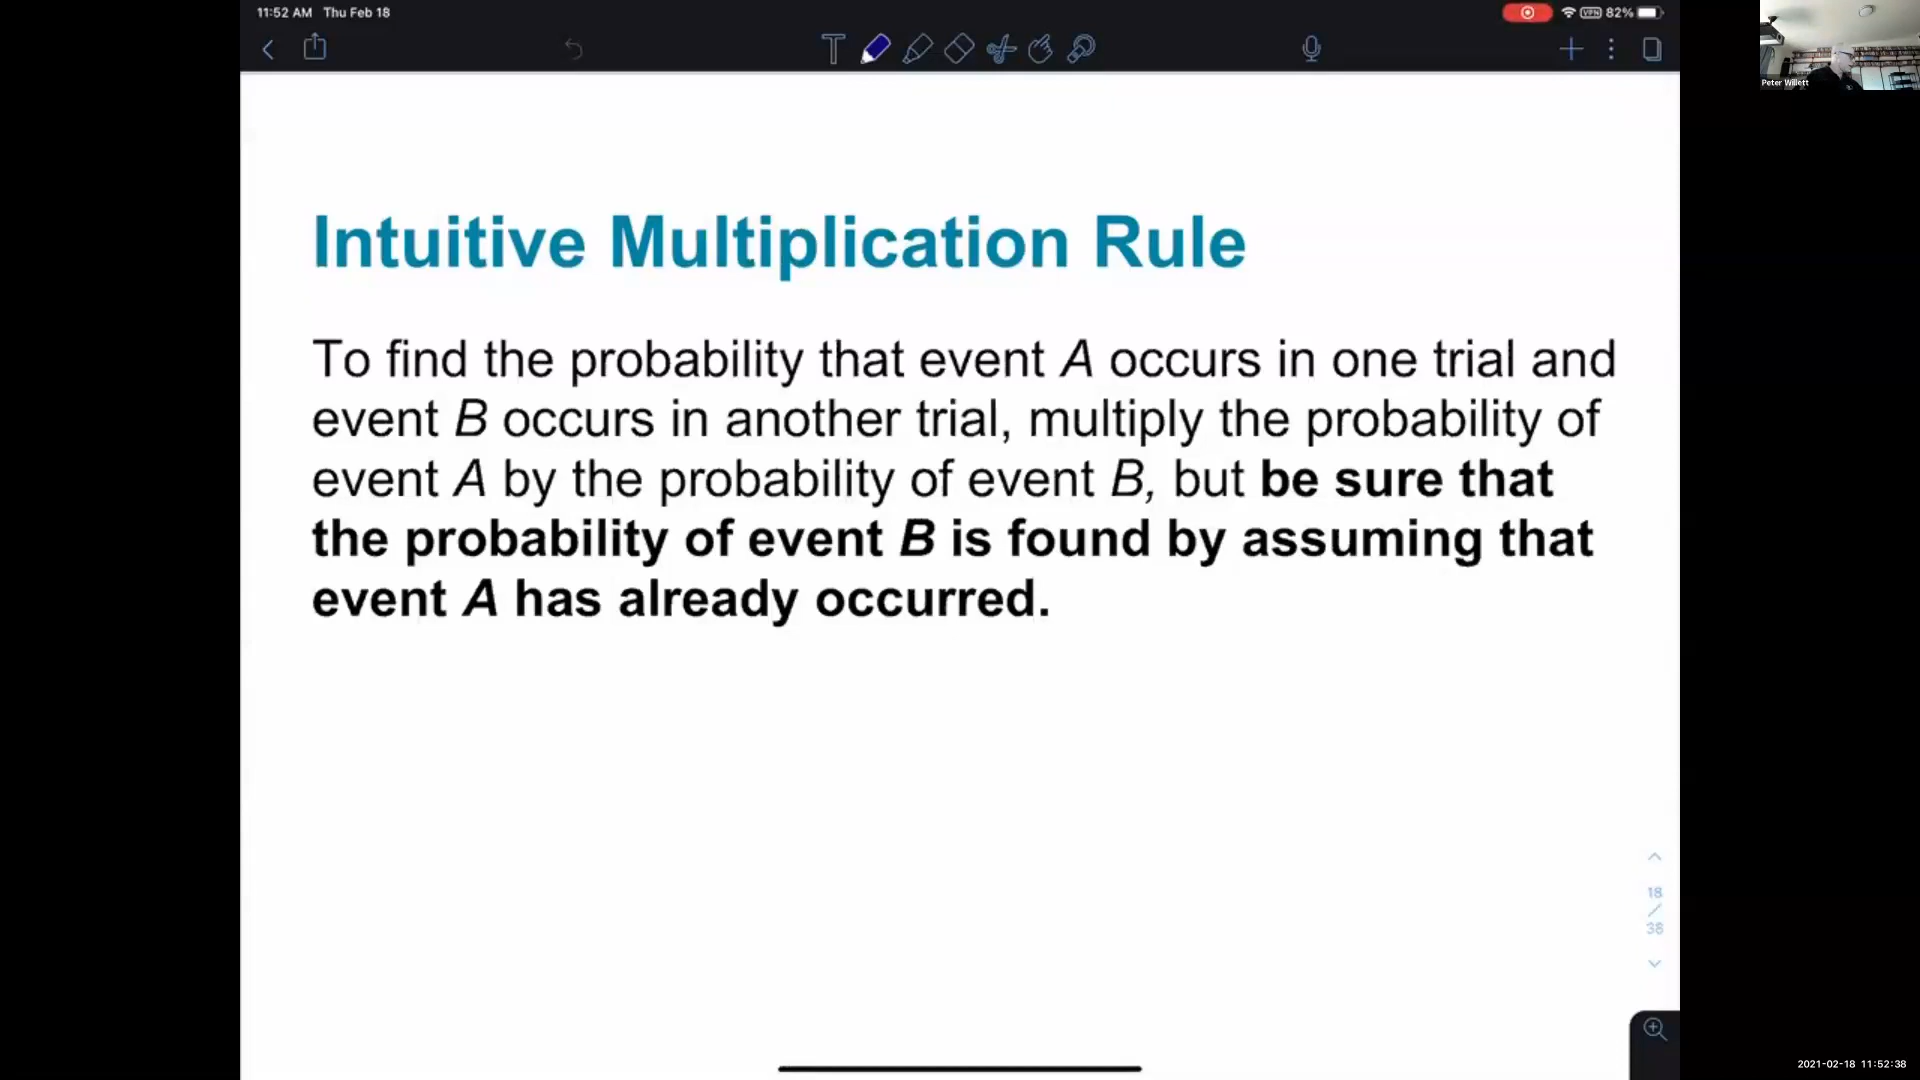 11:52 AM Thu Feb 18
VPN 82%
Peter Willett
Intuitive Multiplication Rule
To find the probability that event A occurs in one trial and
event B occurs in another trial, multiply the probability of
event A by the probability of event B, but be sure that
the probability of event B is found by assuming that
event A has already occurred.
18
/
38
2021-02-18 11:52:38